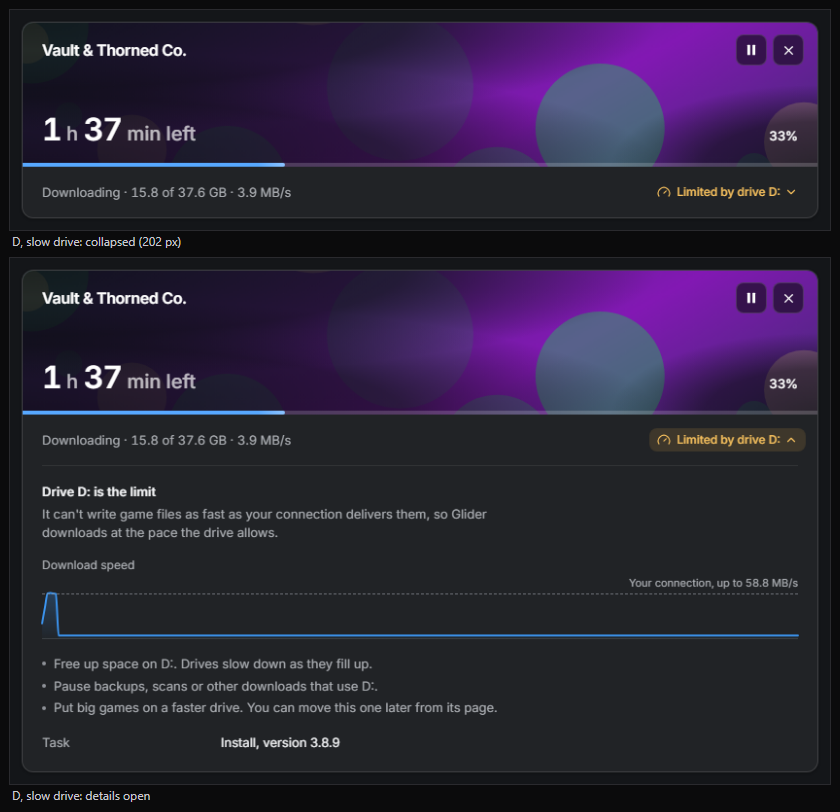 Vault & Thorned Co.
1 h 37 min left
33%
Downloading · 15.8 of 37.6 GB · 3.9 MB/s
Limited by drive D:
D, slow drive: collapsed (202 px)
Vault & Thorned Co.
1 h 37 min left
33%
Downloading · 15.8 of 37.6 GB · 3.9 MB/s
Limited by drive D:
Drive D: is the limit
It can't write game files as fast as your connection delivers them, so Glider
downloads at the pace the drive allows.
Download speed
Your connection, up to 58.8 MB/s
• Free up space on D:. Drives slow down as they fill up.
• Pause backups, scans or other downloads that use D:.
• Put big games on a faster drive. You can move this one later from its page.
Task Install, version 3.8.9
D, slow drive: details open